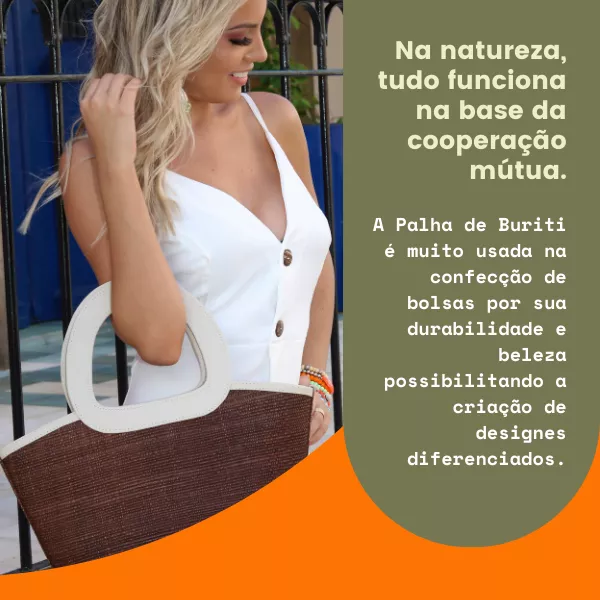 Na natureza,
tudo funciona
na base da
cooperação
mútua.
A Palha de Buriti
é muito usada na
confecção de
bolsas por sua
durabilidade e
beleza
possibilitando a
criação de
designes
diferenciados.